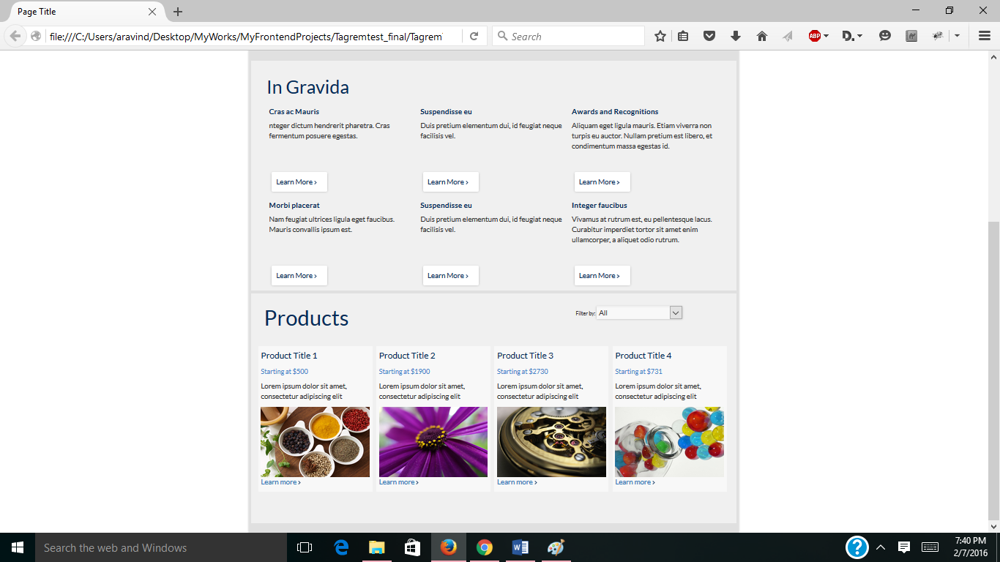 Page Title
file:///C:/Users/aravind/Desktop/MyWorks/MyFrontendProjects/Tagremtest_final/Tagrem
Search
ABP
D.
In Gravida
Cras ac Mauris
nteger dictum hendrerit pharetra. Cras
fermentum posuere egestas.
Learn More ›
Suspendisse eu
Duis pretium elementum dui, id feugiat neque
facilisis vel.
Learn More ›
Awards and Recognitions
Aliquam eget ligula mauris. Etiam viverra non
turpis eu auctor. Nullam pretium est libero, et
condimentum massa egestas id.
Learn More ›
Morbi placerat
Nam feugiat ultrices ligula eget faucibus.
Mauris convallis ipsum est.
Learn More ›
Suspendisse eu
Duis pretium elementum dui, id feugiat neque
facilisis vel.
Learn More ›
Integer faucibus
Vivamus at rutrum est, eu pellentesque lacus.
Curabitur imperdiet tortor sit amet enim
ullamcorper, a aliquet odio rutrum.
Learn More ›
Products
Filter by: All
Product Title 1
Starting at $500
Lorem ipsum dolor sit amet,
consectetur adipiscing elit
Learn more ›
Product Title 2
Starting at $1900
Lorem ipsum dolor sit amet,
consectetur adipiscing elit
Learn more ›
Product Title 3
Starting at $2730
Lorem ipsum dolor sit amet,
consectetur adipiscing elit
Learn more ›
Product Title 4
Starting at $731
Lorem ipsum dolor sit amet,
consectetur adipiscing elit
Learn more ›
Search the web and Windows
7:40 PM
2/7/2016